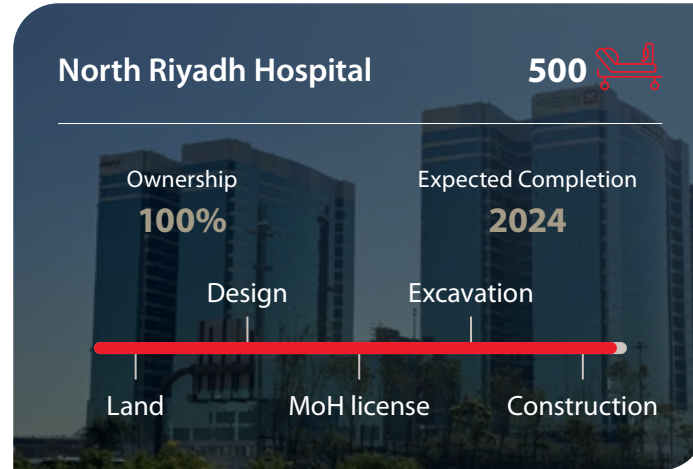 North Riyadh Hospital 500
Ownership Expected Completion
100% 2024
Design Excavation
Land MoH license Construction